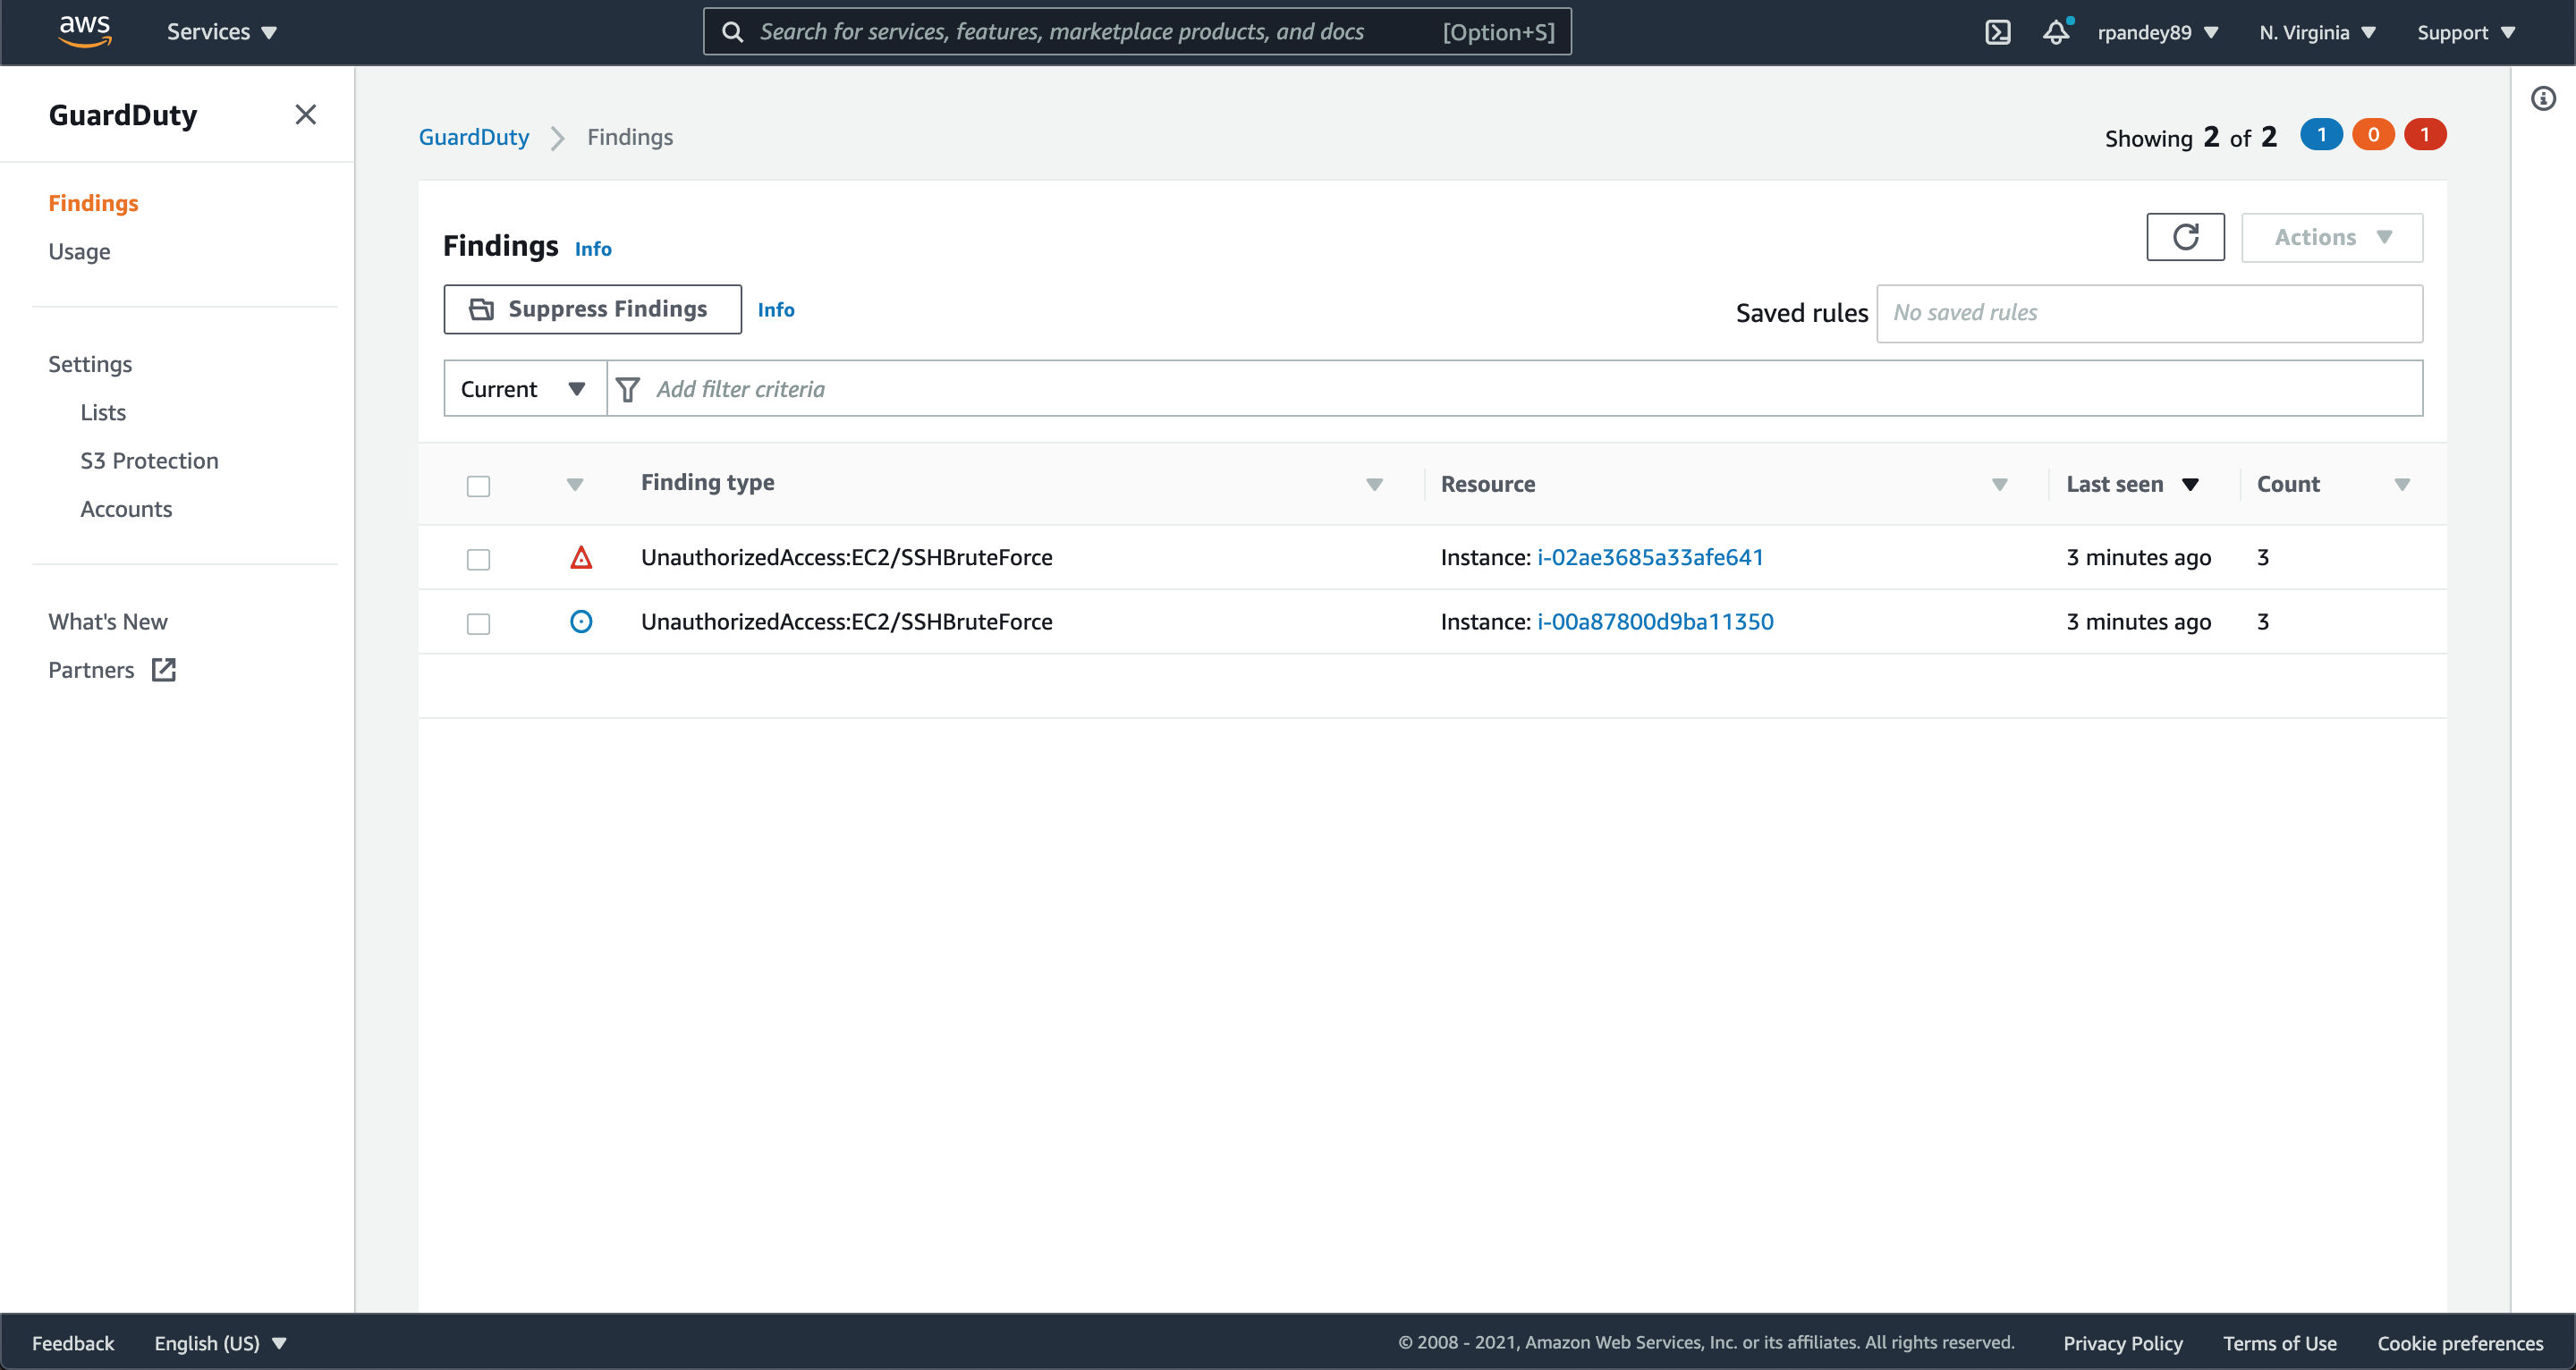 aws Services Search for services, features, marketplace products, and docs [Option+S] rpandey89 N. Virginia Support
GuardDuty
Findings
Usage
Settings
Lists
S3 Protection
Accounts
What's New
Partners
GuardDuty Findings Showing 2 of 2 1 0 1
Findings Info Actions
Suppress Findings Info Saved rules No saved rules
Current Add filter criteria
Finding type Resource Last seen Count
UnauthorizedAccess:EC2/SSHBruteForce Instance: i-02ae3685a33afe641 3 minutes ago 3
UnauthorizedAccess:EC2/SSHBruteForce Instance: i-00a87800d9ba11350 3 minutes ago 3
Feedback English (US) © 2008 - 2021, Amazon Web Services, Inc. or its affiliates. All rights reserved. Privacy Policy Terms of Use Cookie preferences